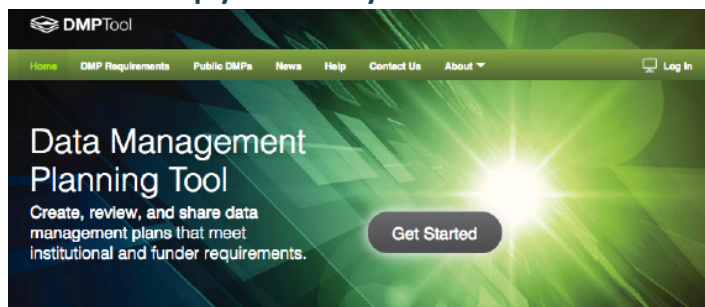 DMPTool
Home DMP Requirements Public DMPs News Help Contact Us About Log In
Data Management
Planning Tool
Create, review, and share data
management plans that meet
institutional and funder requirements.
Get Started